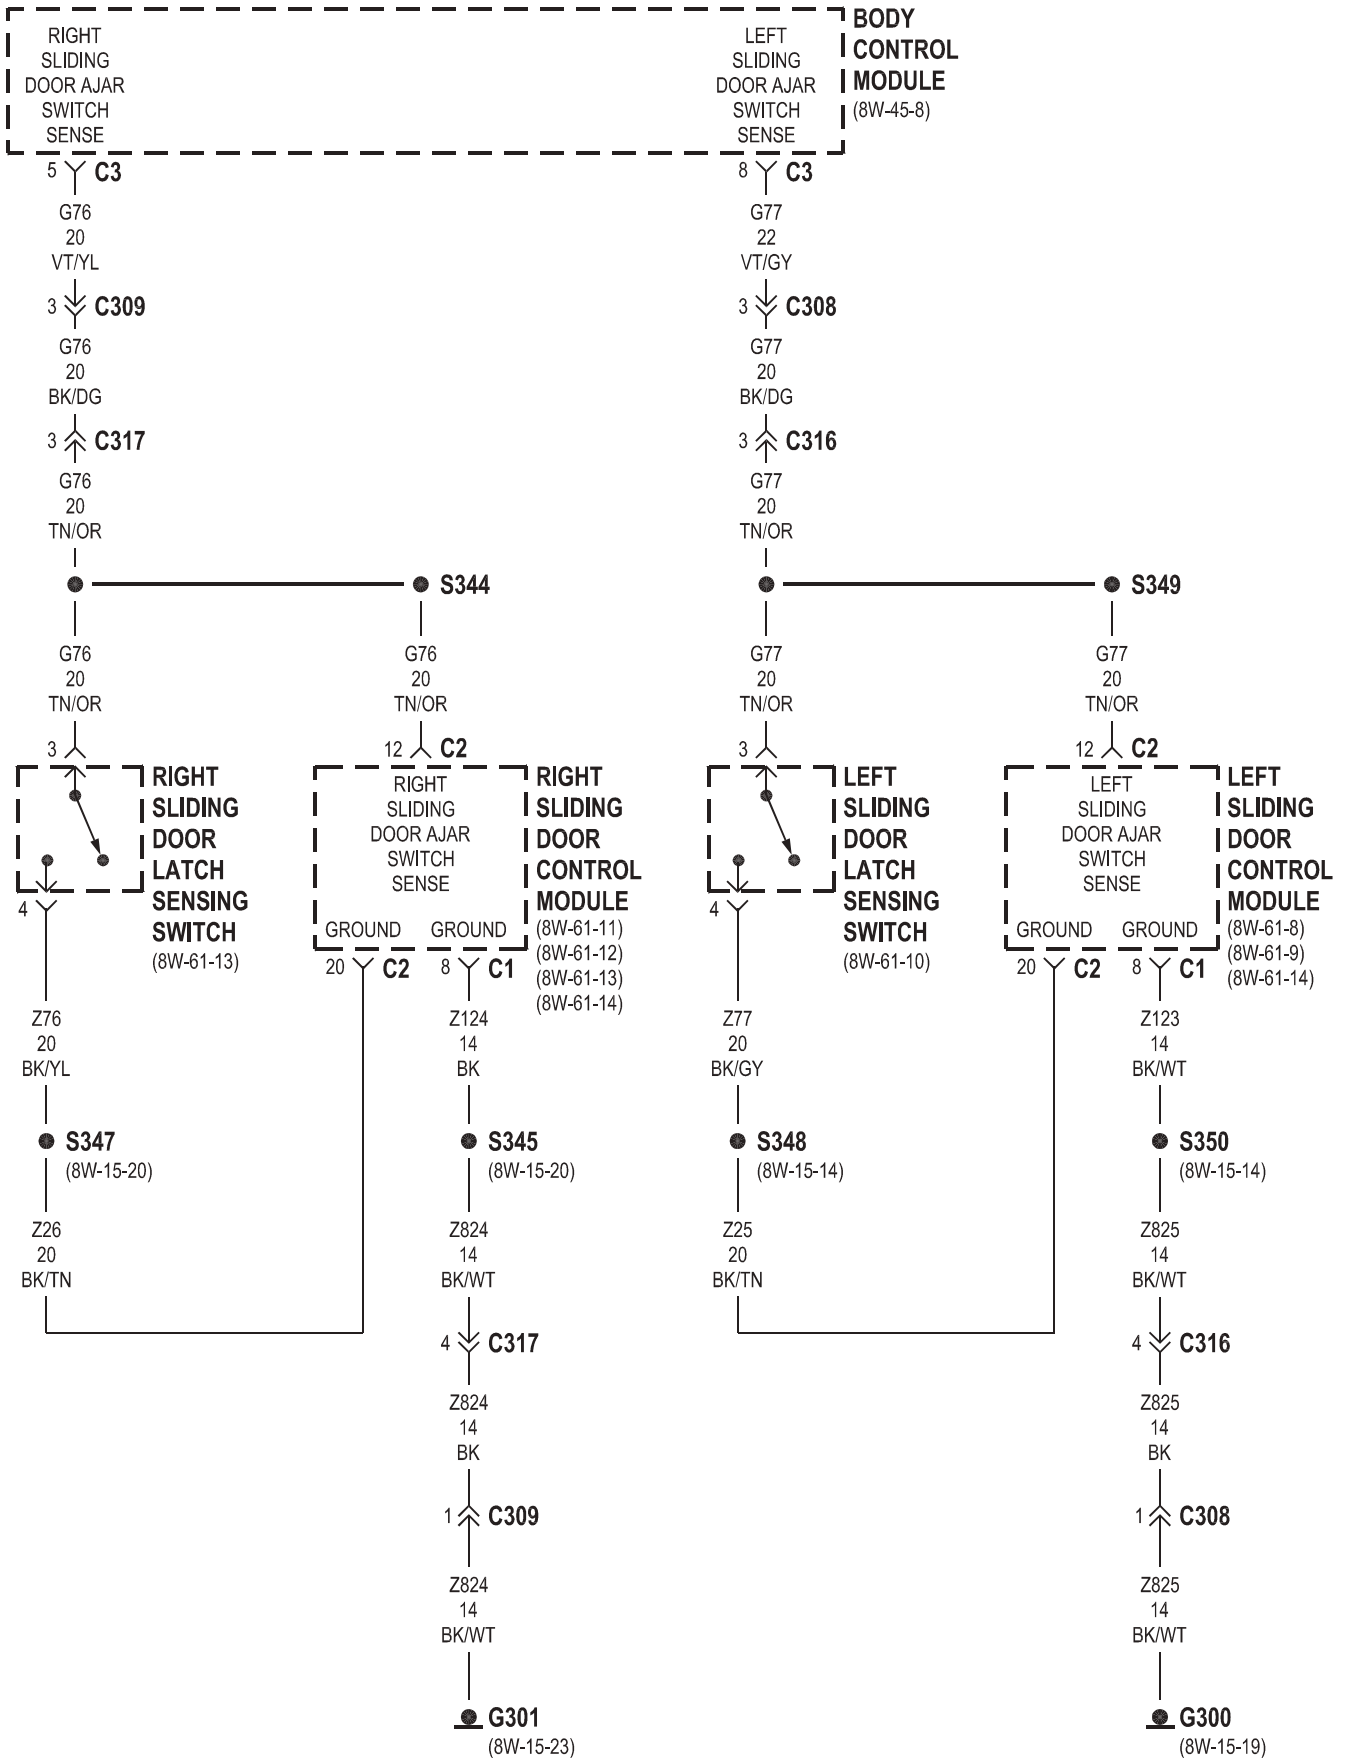 RIGHT
SLIDING
DOOR AJAR
SWITCH
SENSE
LEFT
SLIDING
DOOR AJAR
SWITCH
SENSE
BODY
CONTROL
MODULE
(8W-45-8)
5 C3
8 C3
G76
20
VT/YL
G77
22
VT/GY
3 C309
3 C308
G76
20
BK/DG
G77
20
BK/DG
3 C317
3 C316
G76
20
TN/OR
G77
20
TN/OR
S344
S349
G76
20
TN/OR
G76
20
TN/OR
G77
20
TN/OR
G77
20
TN/OR
3
12 C2
3
12 C2
RIGHT
SLIDING
DOOR
LATCH
SENSING
SWITCH
(8W-61-13)
4
RIGHT
SLIDING
DOOR AJAR
SWITCH
SENSE
GROUND GROUND
RIGHT
SLIDING
DOOR
CONTROL
MODULE
(8W-61-11)
(8W-61-12)
(8W-61-13)
(8W-61-14)
20 C2
8 C1
LEFT
SLIDING
DOOR
LATCH
SENSING
SWITCH
(8W-61-10)
4
LEFT
SLIDING
DOOR AJAR
SWITCH
SENSE
GROUND GROUND
LEFT
SLIDING
DOOR
CONTROL
MODULE
(8W-61-8)
(8W-61-9)
(8W-61-14)
20 C2
8 C1
Z76
20
BK/YL
Z124
14
BK
Z77
20
BK/GY
Z123
14
BK/WT
S347
(8W-15-20)
S345
(8W-15-20)
S348
(8W-15-14)
S350
(8W-15-14)
Z26
20
BK/TN
Z824
14
BK/WT
Z25
20
BK/TN
Z825
14
BK/WT
4 C317
4 C316
Z824
14
BK
Z825
14
BK
1 C309
1 C308
Z824
14
BK/WT
Z825
14
BK/WT
G301
(8W-15-23)
G300
(8W-15-19)